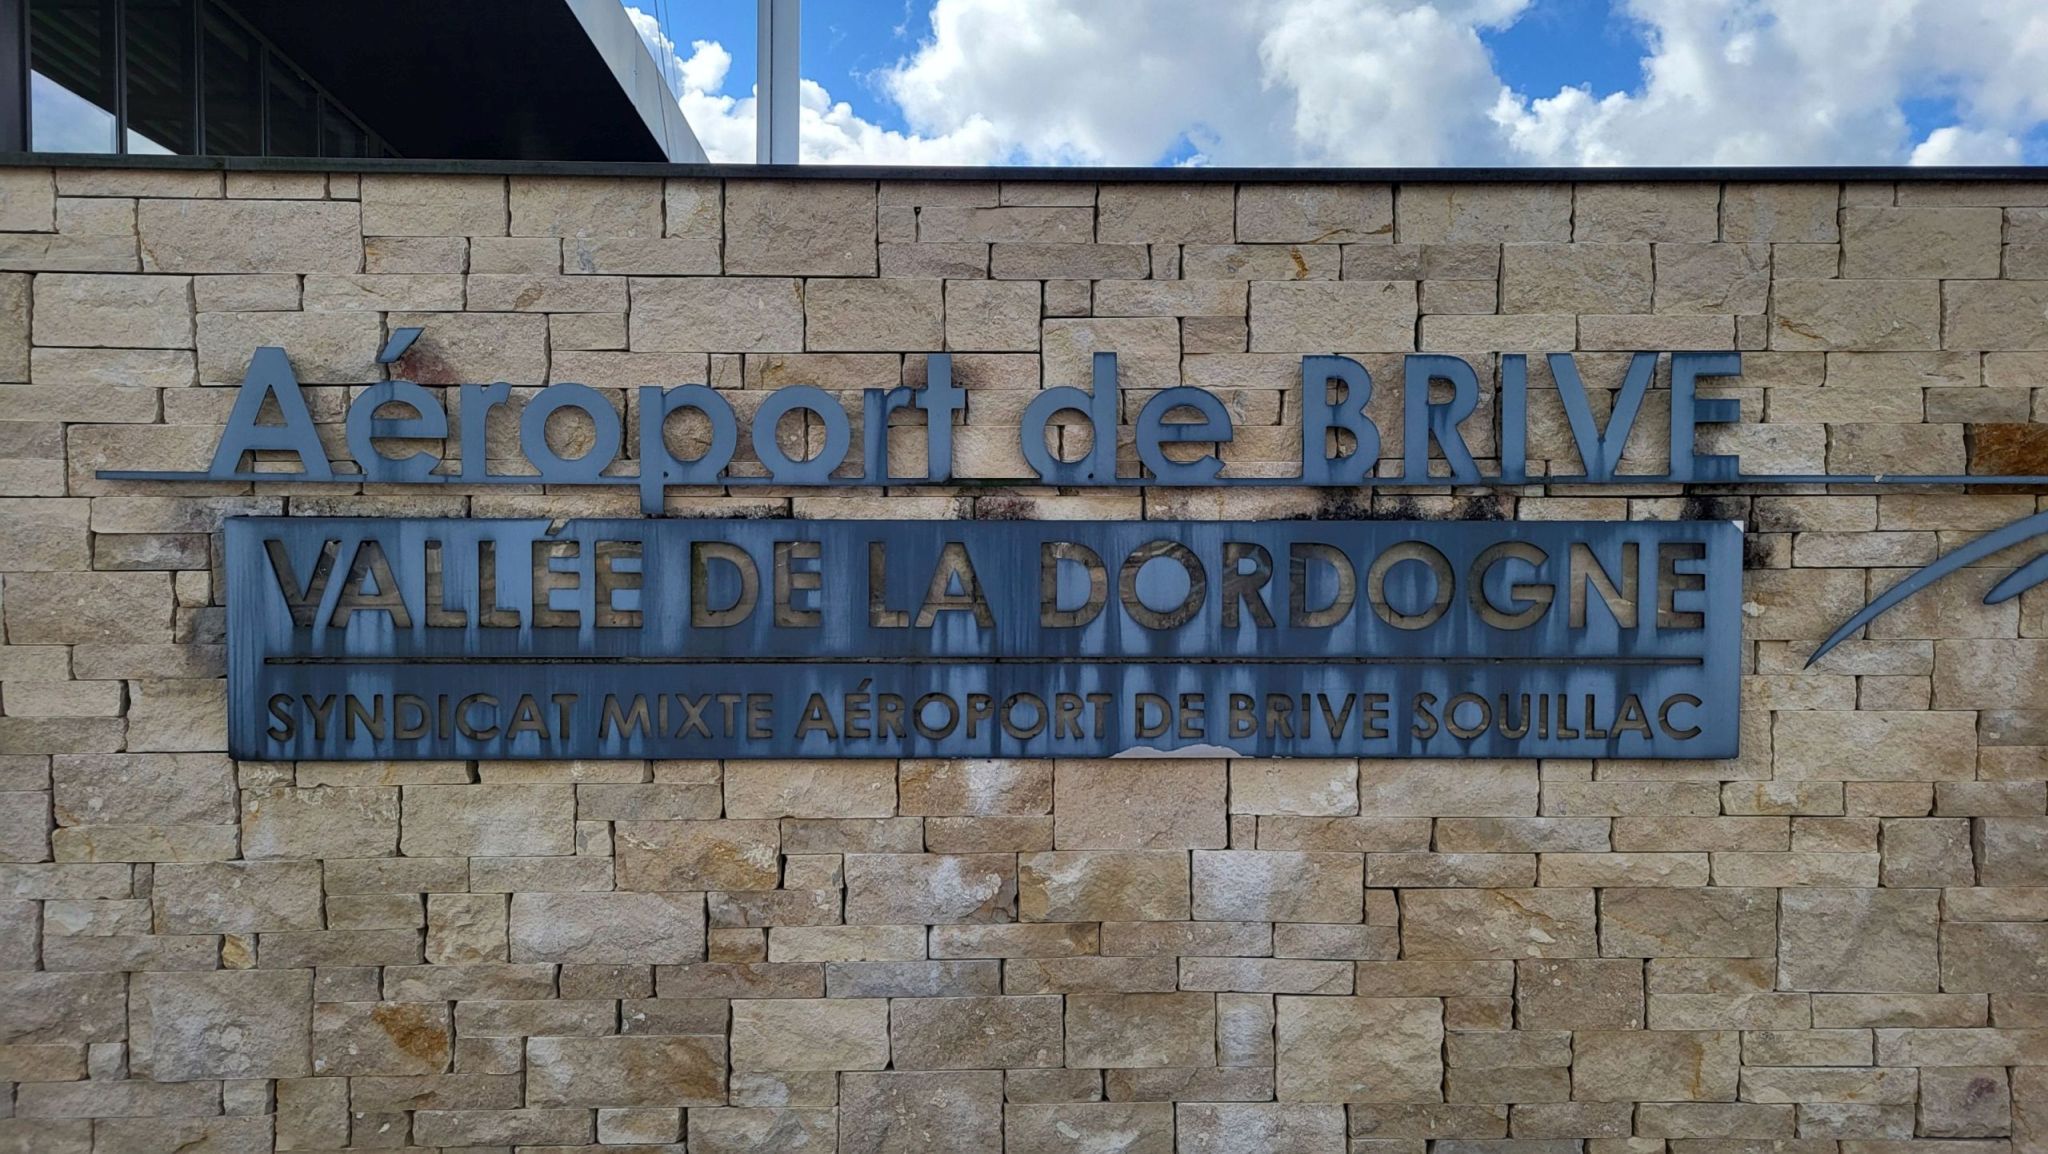 Aéroport de BRIVE
VALLÉE DE LA DORDOGNE
SYNDICAT MIXTE AÉROPORT DE BRIVE SOUILLAC